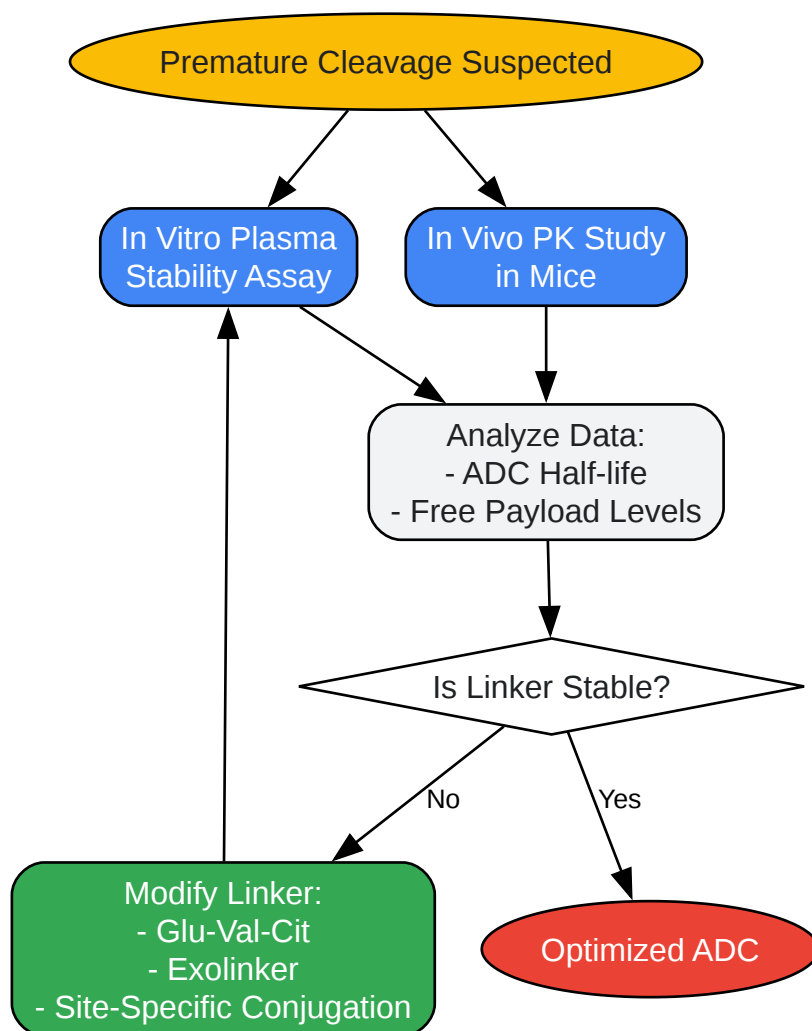 Premature Cleavage Suspected
In Vitro Plasma
Stability Assay
In Vivo PK Study
in Mice
Analyze Data:
- ADC Half-life
- Free Payload Levels
Is Linker Stable?
No
Yes
Modify Linker:
- Glu-Val-Cit
- Exolinker
- Site-Specific Conjugation
Optimized ADC